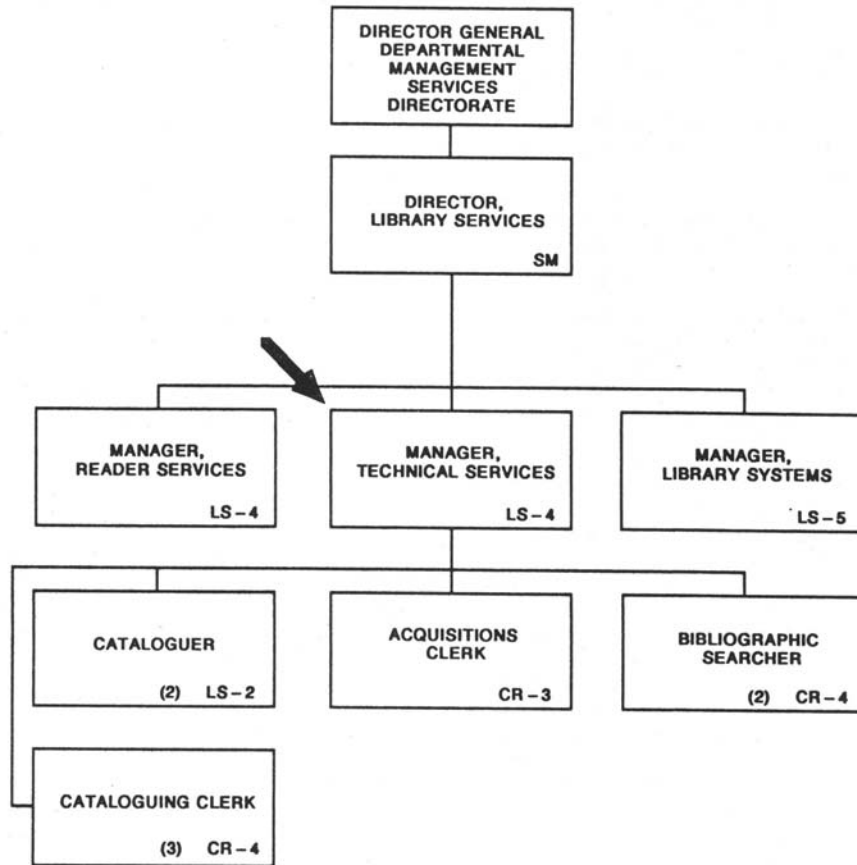 DIRECTOR GENERAL
DEPARTMENTAL
MANAGEMENT
SERVICES
DIRECTORATE
DIRECTOR,
LIBRARY SERVICES
SM
MANAGER,
READER SERVICES
LS-4
MANAGER,
TECHNICAL SERVICES
LS-4
MANAGER,
LIBRARY SYSTEMS
LS-5
CATALOGUER
(2) LS-2
ACQUISITIONS
CLERK
CR-3
BIBLIOGRAPHIC
SEARCHER
(2) CR-4
CATALOGUING CLERK
(3) CR-4